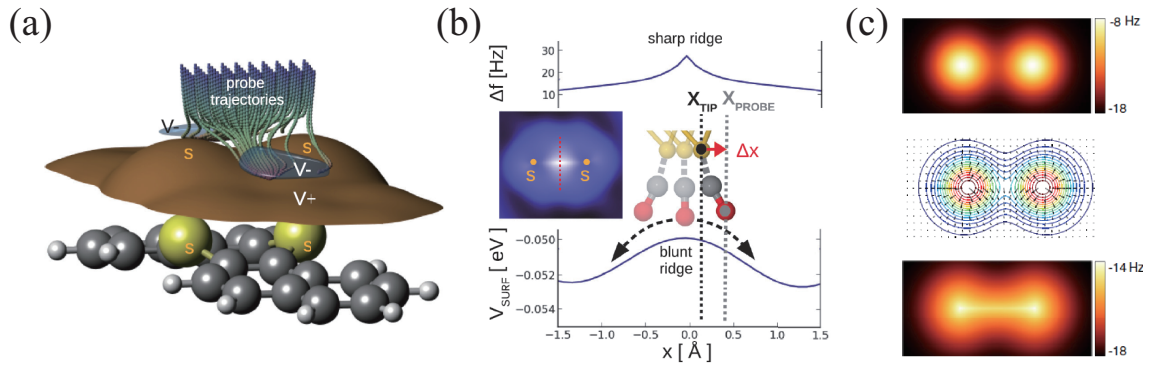 (a)
probe
trajectories
V-
S
S
V-
V+
S
S
(b)
sharp ridge
Δf [Hz]
30
20
10
X_TIP
X_PROBE
S
S
Δx
V_SURF [eV]
-0.050
-0.052
-0.054
blunt
ridge
-1.5
-1.0
-0.5
0.0
0.5
1.0
1.5
x [ Å ]
(c)
-8 Hz
-18
-14 Hz
-18